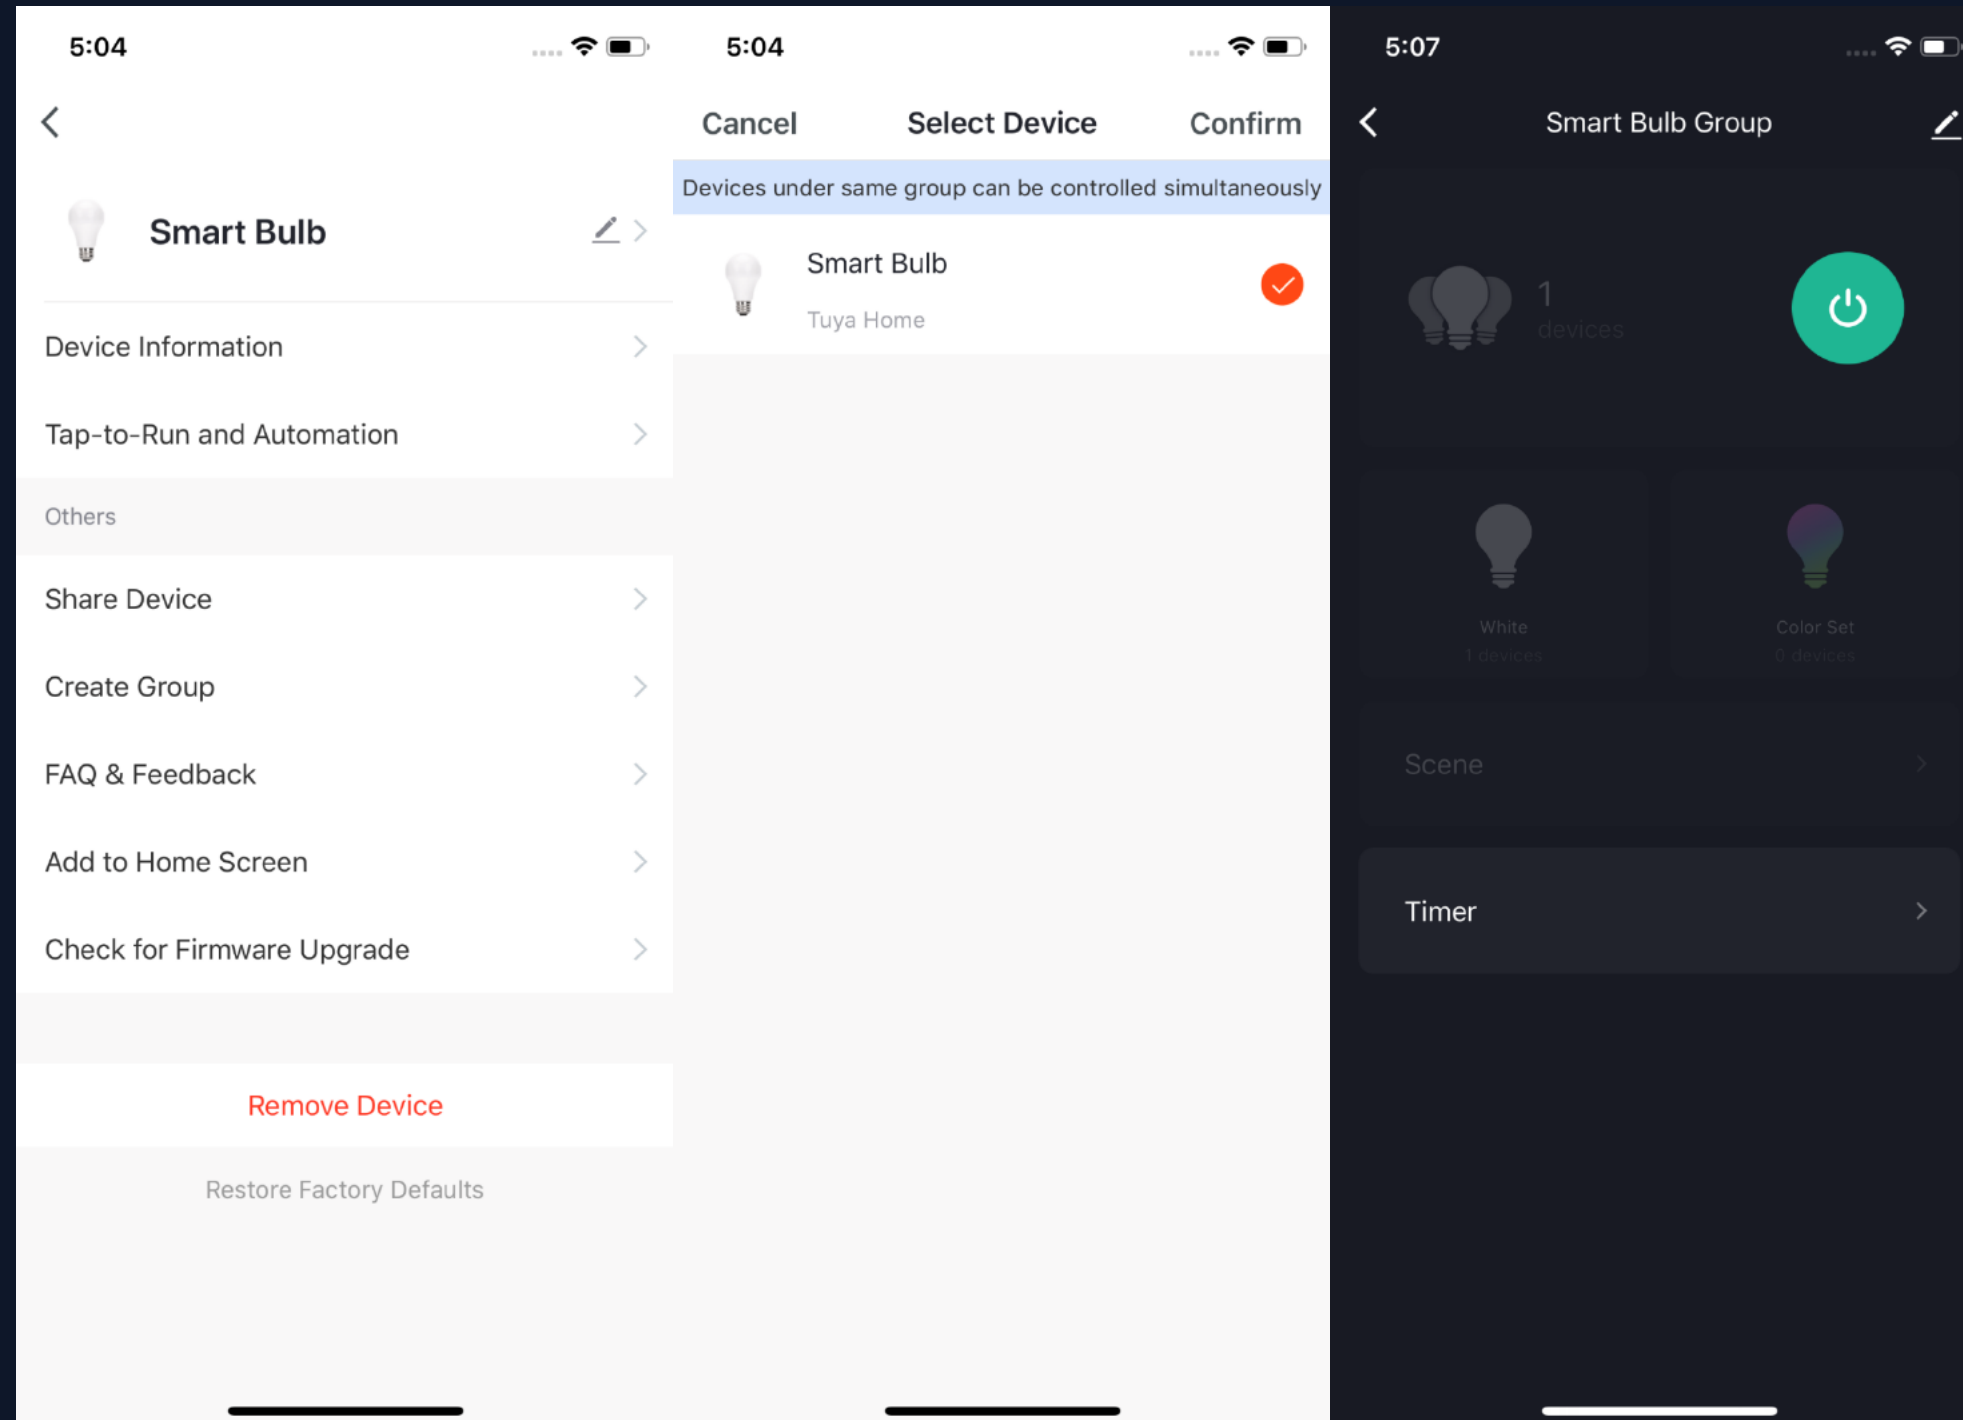 5:04
Smart Bulb
Device Information
Tap-to-Run and Automation
Others
Share Device
Create Group
FAQ & Feedback
Add to Home Screen
Check for Firmware Upgrade
Remove Device
Restore Factory Defaults
5:04
Cancel Select Device Confirm
Devices under same group can be controlled simultaneously
Smart Bulb
Tuya Home
5:07
Smart Bulb Group
1
devices
White
1 devices
Color Set
0 devices
Scene
Timer